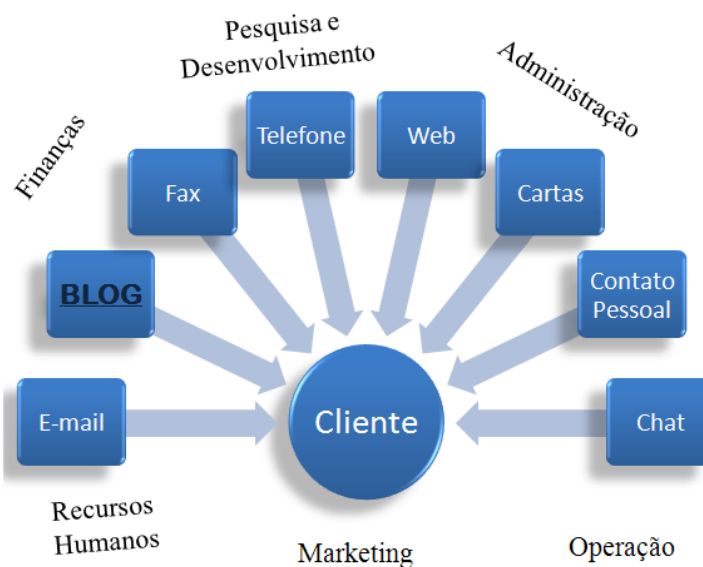 Pesquisa e
Desenvolvimento
Administração
Finanças
Telefone
Web
Fax
Cartas
BLOG
Contato
Pessoal
E-mail
Cliente
Chat
Recursos
Humanos
Marketing
Operação